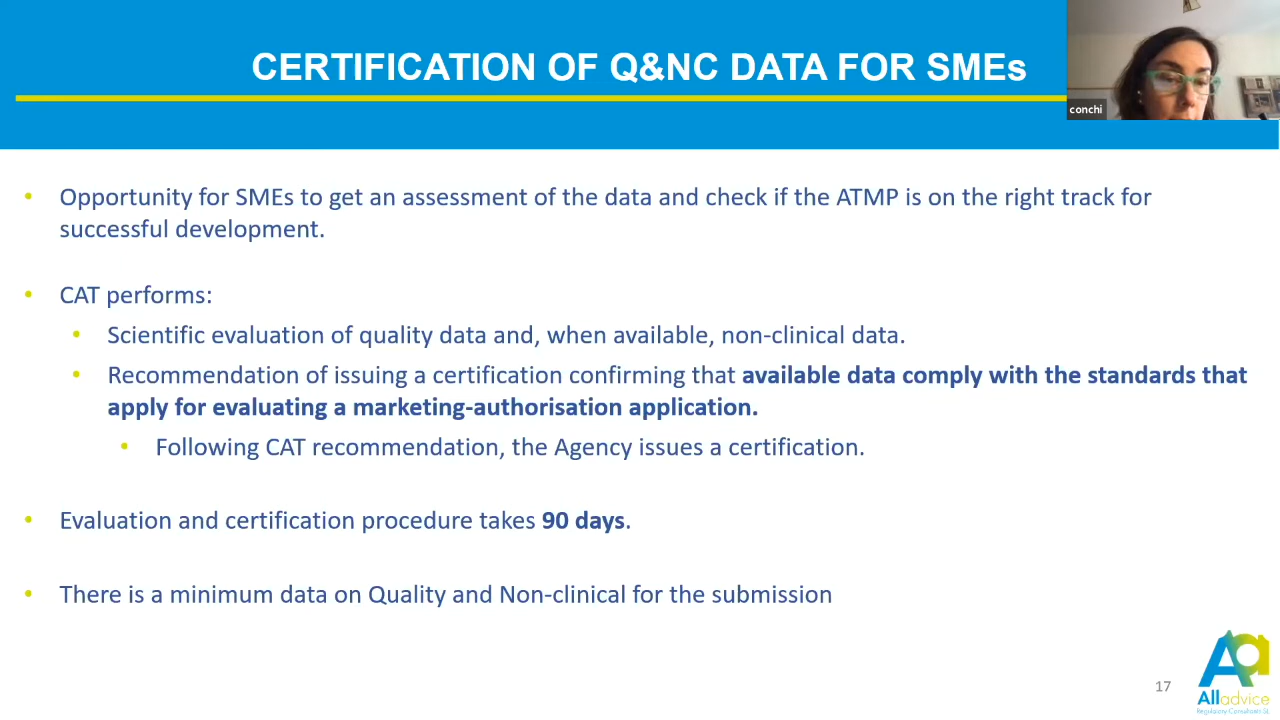 CERTIFICATION OF Q&NC DATA FOR SMEs
conchi
• Opportunity for SMEs to get an assessment of the data and check if the ATMP is on the right track for
successful development.
• CAT performs:
• Scientific evaluation of quality data and, when available, non-clinical data.
• Recommendation of issuing a certification confirming that available data comply with the standards that
apply for evaluating a marketing-authorisation application.
• Following CAT recommendation, the Agency issues a certification.
• Evaluation and certification procedure takes 90 days.
• There is a minimum data on Quality and Non-clinical for the submission
17
Alladvice
Regulatory Consultants SL